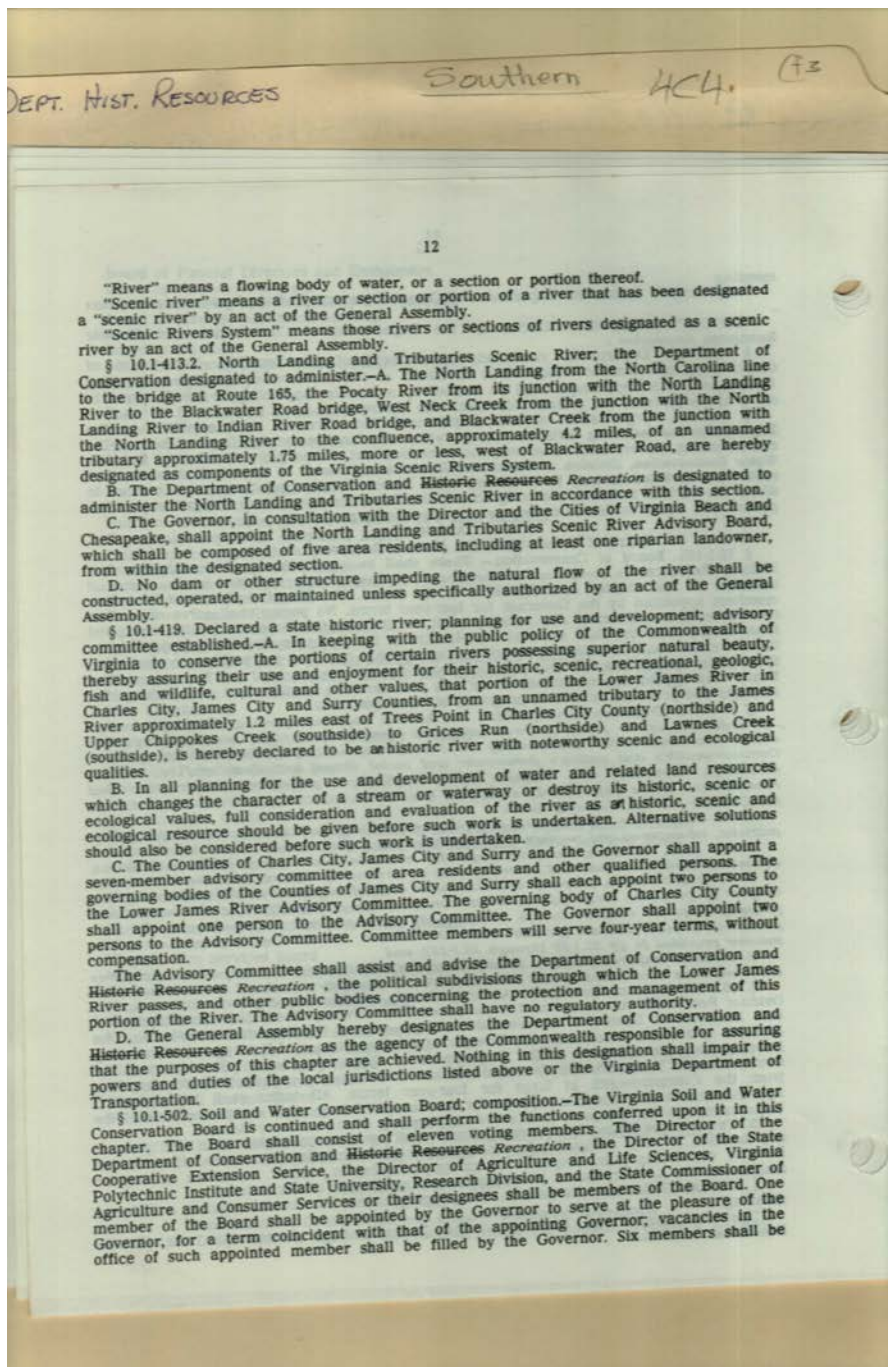 DEPT. HIST. RESOURCES
Southern
4C4.
12
“River” means a flowing body of water, or a section or portion thereof.
“Scenic river” means a river or section or portion of a river that has been designated
a “scenic river” by an act of the General Assembly.
“Scenic Rivers System” means those rivers or sections of rivers designated as a scenic
river by an act of the General Assembly.
§ 10.1-413.2. North Landing and Tributaries Scenic River; the Department of
Conservation designated to administer.–A. The North Landing from the North Carolina line
to the bridge at Route 165, the Pocaty River from its junction with the North Landing
River to the Blackwater Road bridge, West Neck Creek from the junction with the North
Landing River to Indian River Road bridge, and Blackwater Creek from the junction with
the North Landing River to the confluence, approximately 4.2 miles, of an unnamed
tributary approximately 1.75 miles, more or less, west of Blackwater Road, are hereby
designated as components of the Virginia Scenic Rivers System.
B. The Department of Conservation and Historic Resources Recreation is designated to
administer the North Landing and Tributaries Scenic River in accordance with this section.
C. The Governor, in consultation with the Director and the Cities of Virginia Beach and
Chesapeake, shall appoint the North Landing and Tributaries Scenic River Advisory Board,
which shall be composed of five area residents, including at least one riparian landowner,
from within the designated section.
D. No dam or other structure impeding the natural flow of the river shall be
constructed, operated, or maintained unless specifically authorized by an act of the General
Assembly.
§ 10.1-419. Declared a state historic river; planning for use and development; advisory
committee established.–A. In keeping with the public policy of the Commonwealth of
Virginia to conserve the portions of certain rivers possessing superior natural beauty,
thereby assuring their use and enjoyment for their historic, scenic, recreational, geologic,
fish and wildlife, cultural and other values, that portion of the Lower James River in
Charles City, James City and Surry Counties, from an unnamed tributary to the James
River approximately 1.2 miles east of Trees Point in Charles City County (northside) and
Upper Chippokes Creek (southside) to Grices Run (northside) and Lawnes Creek
(southside), is hereby declared to be an historic river with noteworthy scenic and ecological
qualities.
B. In all planning for the use and development of water and related land resources
which changes the character of a stream or waterway or destroy its historic, scenic or
ecological values, full consideration and evaluation of the river as an historic, scenic and
ecological resource should be given before such work is undertaken. Alternative solutions
should also be considered before such work is undertaken.
C. The Counties of Charles City, James City and Surry and the Governor shall appoint a
seven-member advisory committee of area residents and other qualified persons. The
governing bodies of the Counties of James City and Surry shall each appoint two persons to
the Lower James River Advisory Committee. The governing body of Charles City County
shall appoint one person to the Advisory Committee. The Governor shall appoint two
persons to the Advisory Committee. Committee members will serve four-year terms, without
compensation.
The Advisory Committee shall assist and advise the Department of Conservation and
Historic Resources Recreation , the political subdivisions through which the Lower James
River passes, and other public bodies concerning the protection and management of this
portion of the River. The Advisory Committee shall have no regulatory authority.
D. The General Assembly hereby designates the Department of Conservation and
Historic Resources Recreation as the agency of the Commonwealth responsible for assuring
that the purposes of this chapter are achieved. Nothing in this designation shall impair the
powers and duties of the local jurisdictions listed above or the Virginia Department of
Transportation.
§ 10.1-502. Soil and Water Conservation Board; composition.–The Virginia Soil and Water
Conservation Board is continued and shall perform the functions conferred upon it in this
chapter. The Board shall consist of eleven voting members. The Director of the
Department of Conservation and Historic Resources Recreation , the Director of the State
Cooperative Extension Service, the Director of Agriculture and Life Sciences, Virginia
Polytechnic Institute and State University, Research Division, and the State Commissioner of
Agriculture and Consumer Services or their designees shall be members of the Board. One
member of the Board shall be appointed by the Governor to serve at the pleasure of the
Governor, for a term coincident with that of the appointing Governor; vacancies in the
office of such appointed member shall be filled by the Governor. Six members shall be